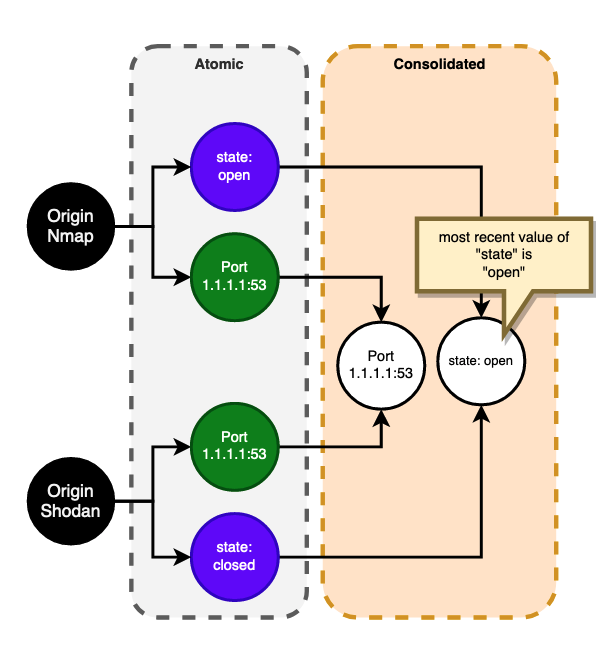 Atomic
Consolidated
state:
open
Origin
Nmap
most recent value of
"state" is
"open"
Port
1.1.1.1:53
Port
1.1.1.1:53
state: open
Port
1.1.1.1:53
Origin
Shodan
state:
closed